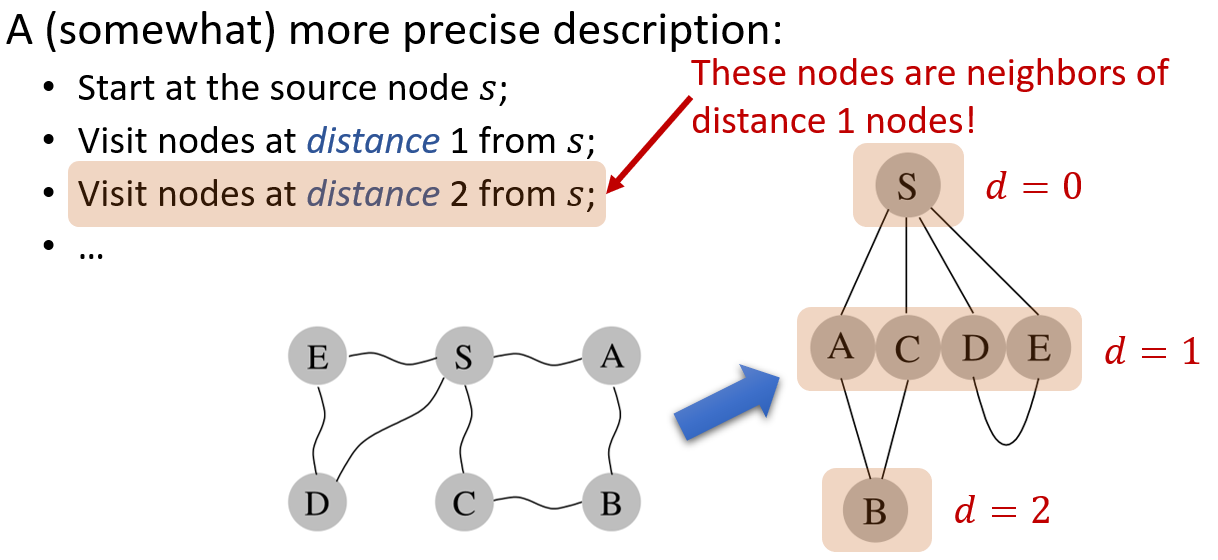 A (somewhat) more precise description:
• Start at the source node s;
• Visit nodes at distance 1 from s;
• Visit nodes at distance 2 from s;
• ...
These nodes are neighbors of
distance 1 nodes!
S d = 0
A C D E d = 1
B d = 2
E S A
D C B